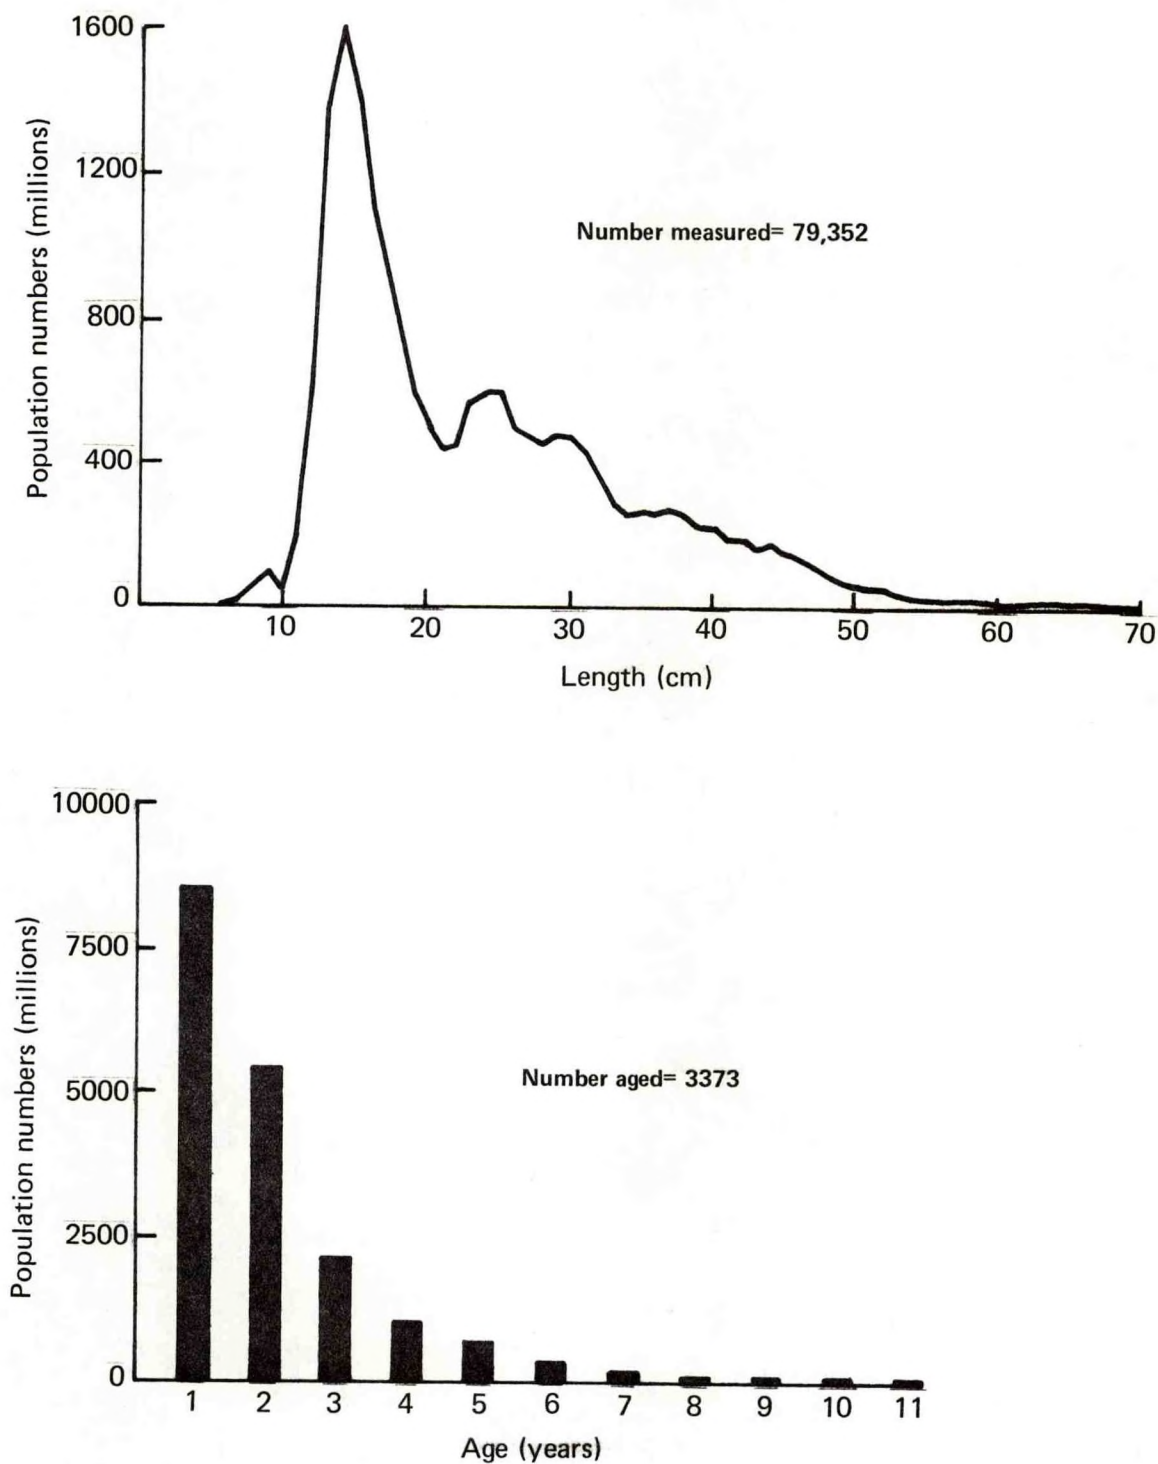 1600
1200
800
400
0
Population numbers (millions)
Number measured= 79,352
10 20 30 40 50 60 70
Length (cm)
10000
7500
5000
2500
0
Population numbers (millions)
Number aged= 3373
1 2 3 4 5 6 7 8 9 10 11
Age (years)